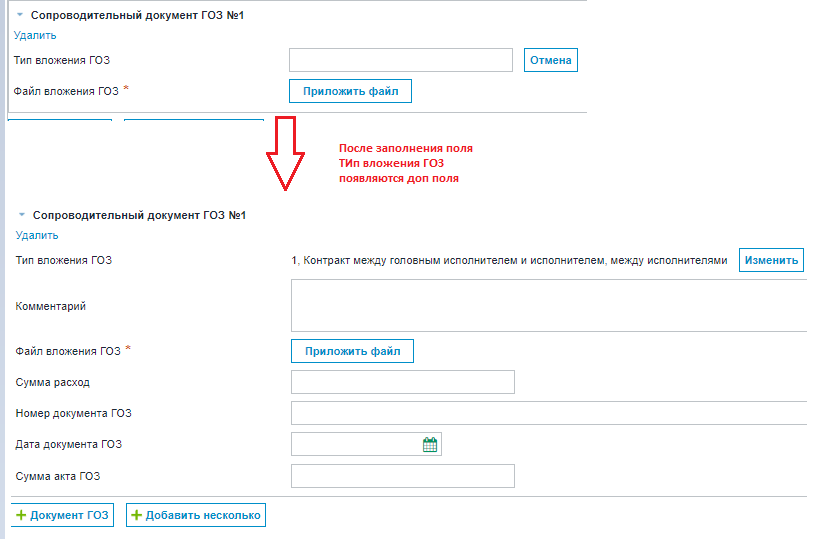 Сопроводительный документ ГОЗ №1
Удалить
Тип вложения ГОЗ Отмена
Файл вложения ГОЗ * Приложить файл
После заполнения поля
ТИп вложения ГОЗ
появляются доп поля
Сопроводительный документ ГОЗ №1
Удалить
Тип вложения ГОЗ 1, Контракт между головным исполнителем и исполнителем, между исполнителями Изменить
Комментарий
Файл вложения ГОЗ * Приложить файл
Сумма расход
Номер документа ГОЗ
Дата документа ГОЗ
Сумма акта ГОЗ
+ Документ ГОЗ + Добавить несколько